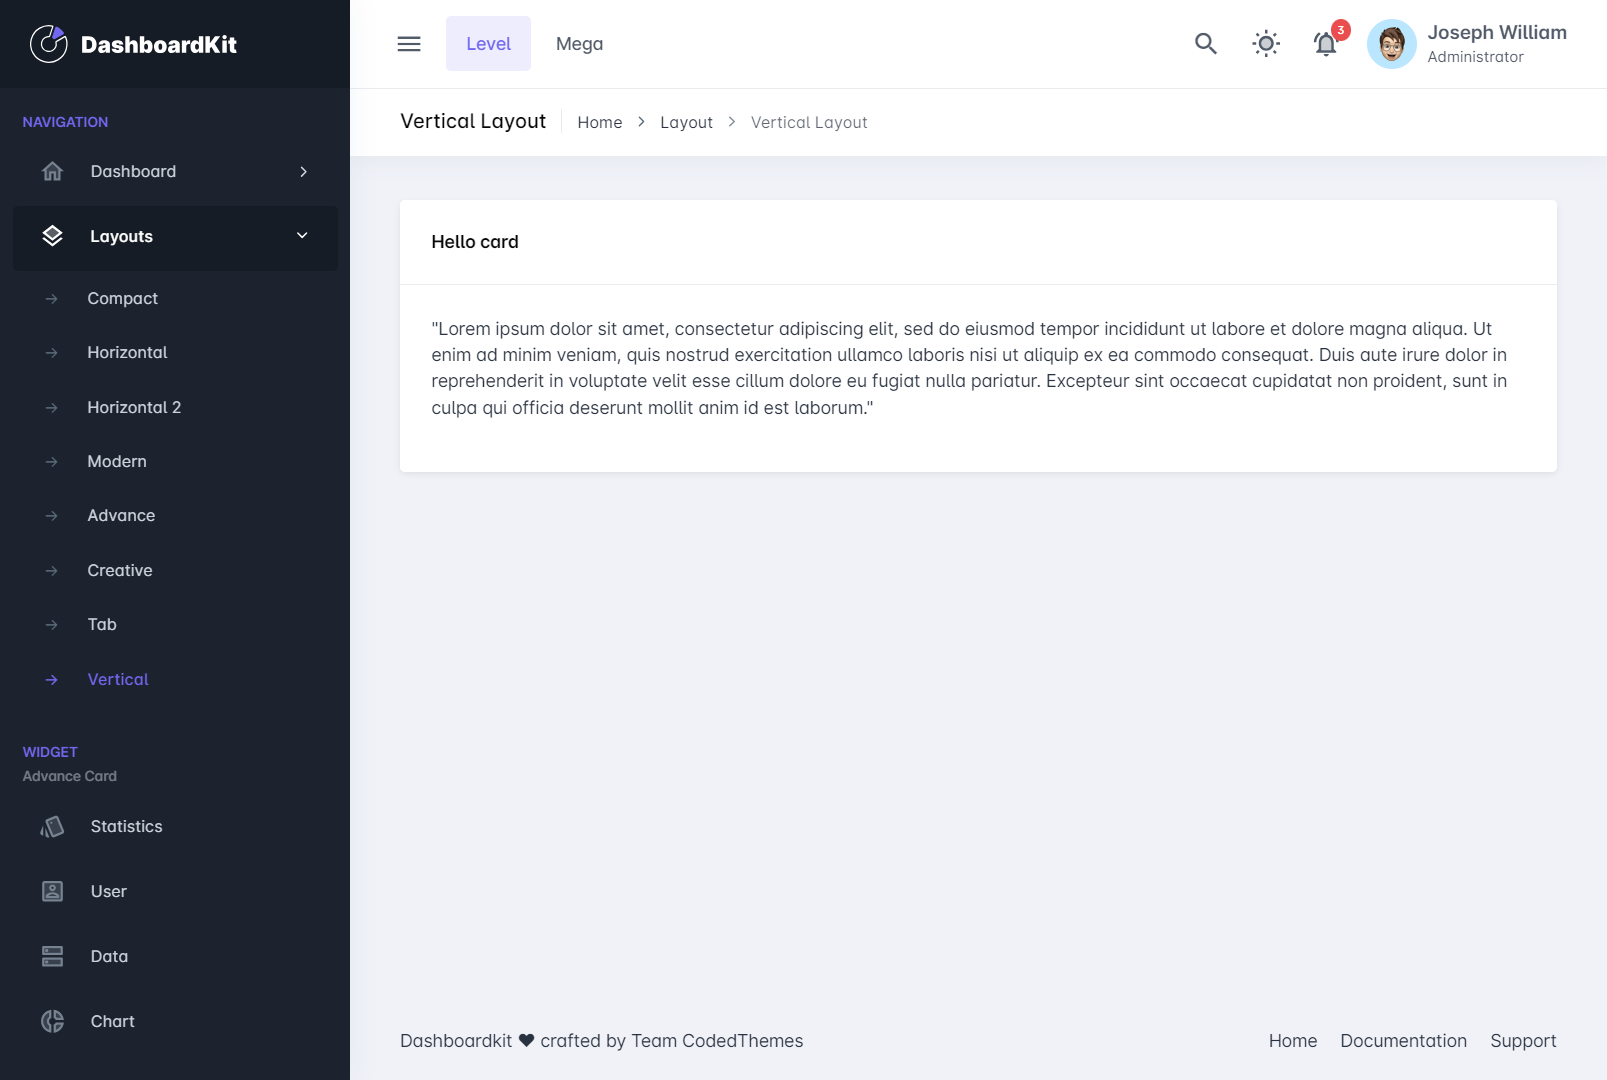 DashboardKit
NAVIGATION
Dashboard
Layouts
Compact
Horizontal
Horizontal 2
Modern
Advance
Creative
Tab
Vertical
WIDGET
Advance Card
Statistics
User
Data
Chart
Level
Mega
3
Joseph William
Administrator
Vertical Layout
Home > Layout > Vertical Layout
Hello card
"Lorem ipsum dolor sit amet, consectetur adipiscing elit, sed do eiusmod tempor incididunt ut labore et dolore magna aliqua. Ut
enim ad minim veniam, quis nostrud exercitation ullamco laboris nisi ut aliquip ex ea commodo consequat. Duis aute irure dolor in
reprehenderit in voluptate velit esse cillum dolore eu fugiat nulla pariatur. Excepteur sint occaecat cupidatat non proident, sunt in
culpa qui officia deserunt mollit anim id est laborum."
Dashboardkit ♥ crafted by Team CodedThemes
Home Documentation Support